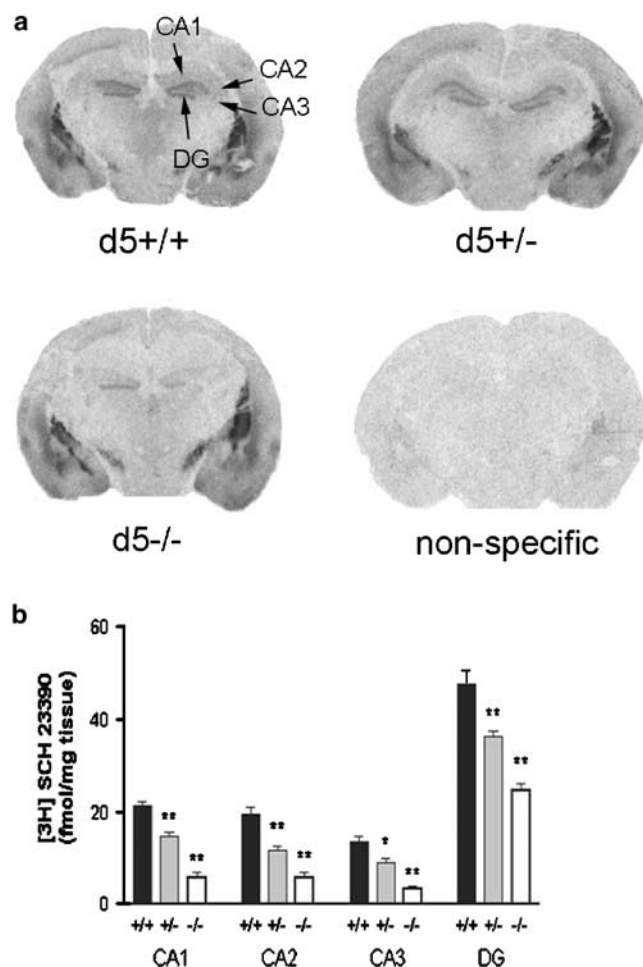 a
CA1
CA2
CA3
DG
d5+/+
d5+/-
d5-/-
non-specific
b
[3H] SCH 23390
(fmol/mg tissue)
60
40
20
0
** ** ** ** * ** ** **
+/+ +/- -/- +/+ +/- -/- +/+ +/- -/- +/+ +/- -/-
CA1 CA2 CA3 DG